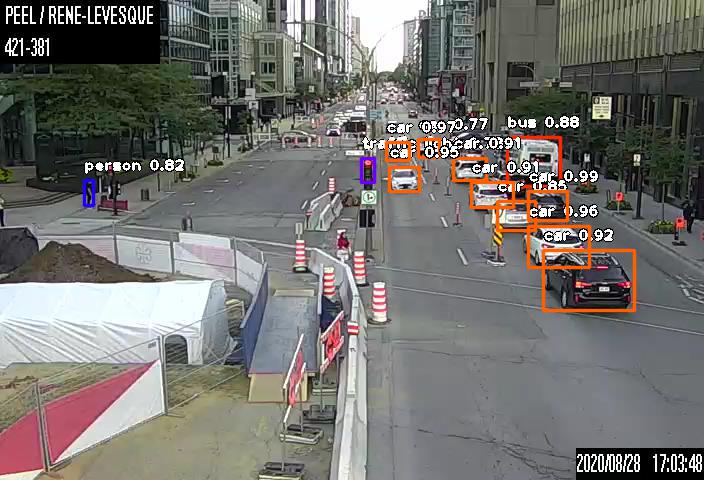 PEEL / RENE-LEVESQUE
421-381
car 0.97
0.77
bus 0.88
car 0.95
0.91
person 0.82
car 0.91
car 0.99
car 0.85
car 0.96
car 0.92
2020/08/28 17:03:48